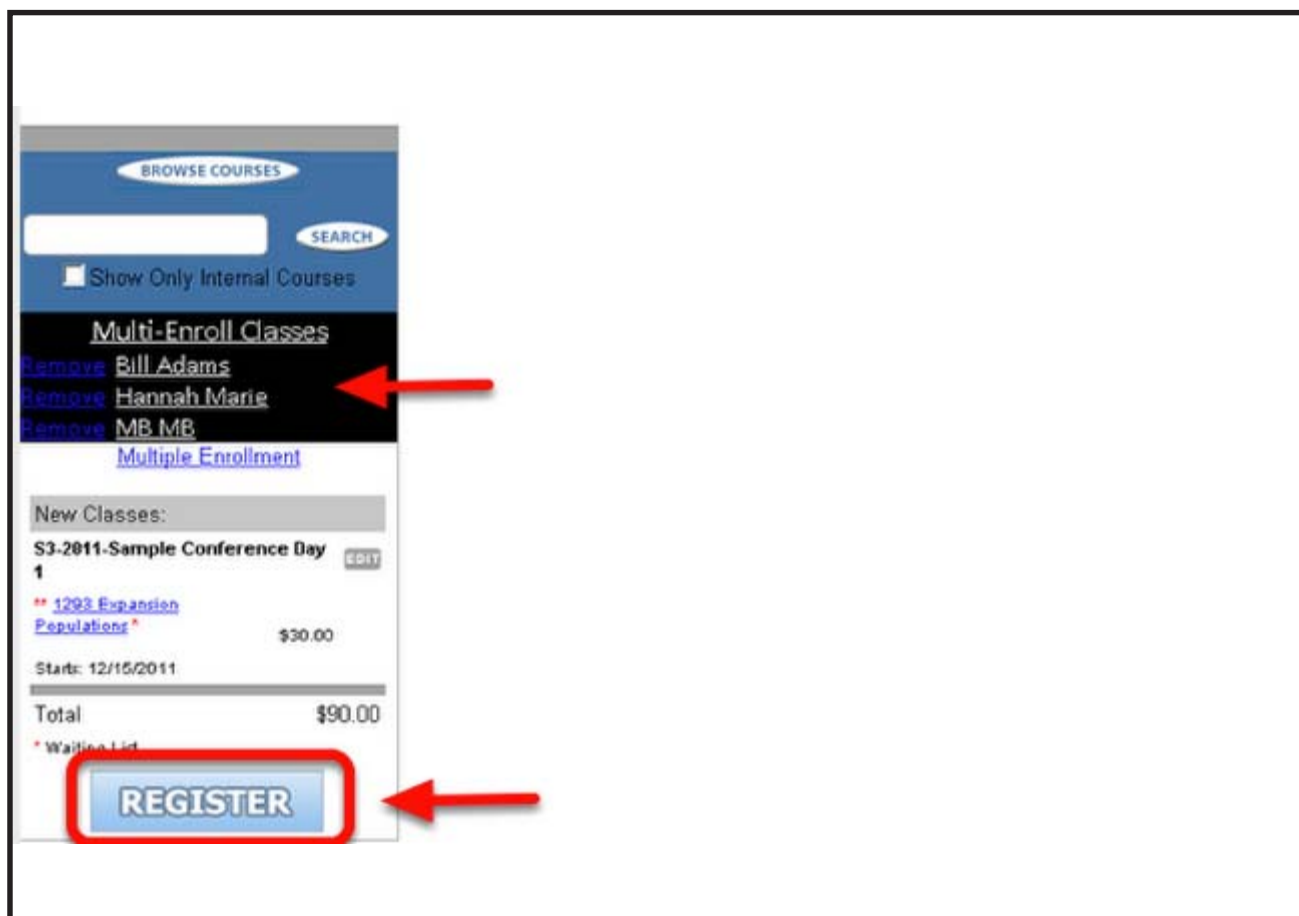 BROWSE COURSES
SEARCH
Show Only Internal Courses
Multi-Enroll Classes
Remove Bill Adams
Remove Hannah Marie
Remove MB MB
Multiple Enrollment
New Classes:
S3-2011-Sample Conference Day EDIT
1
** 1293 Expansion
Populations* $30.00
Starts: 12/15/2011
Total $90.00
* Waiting List
REGISTER